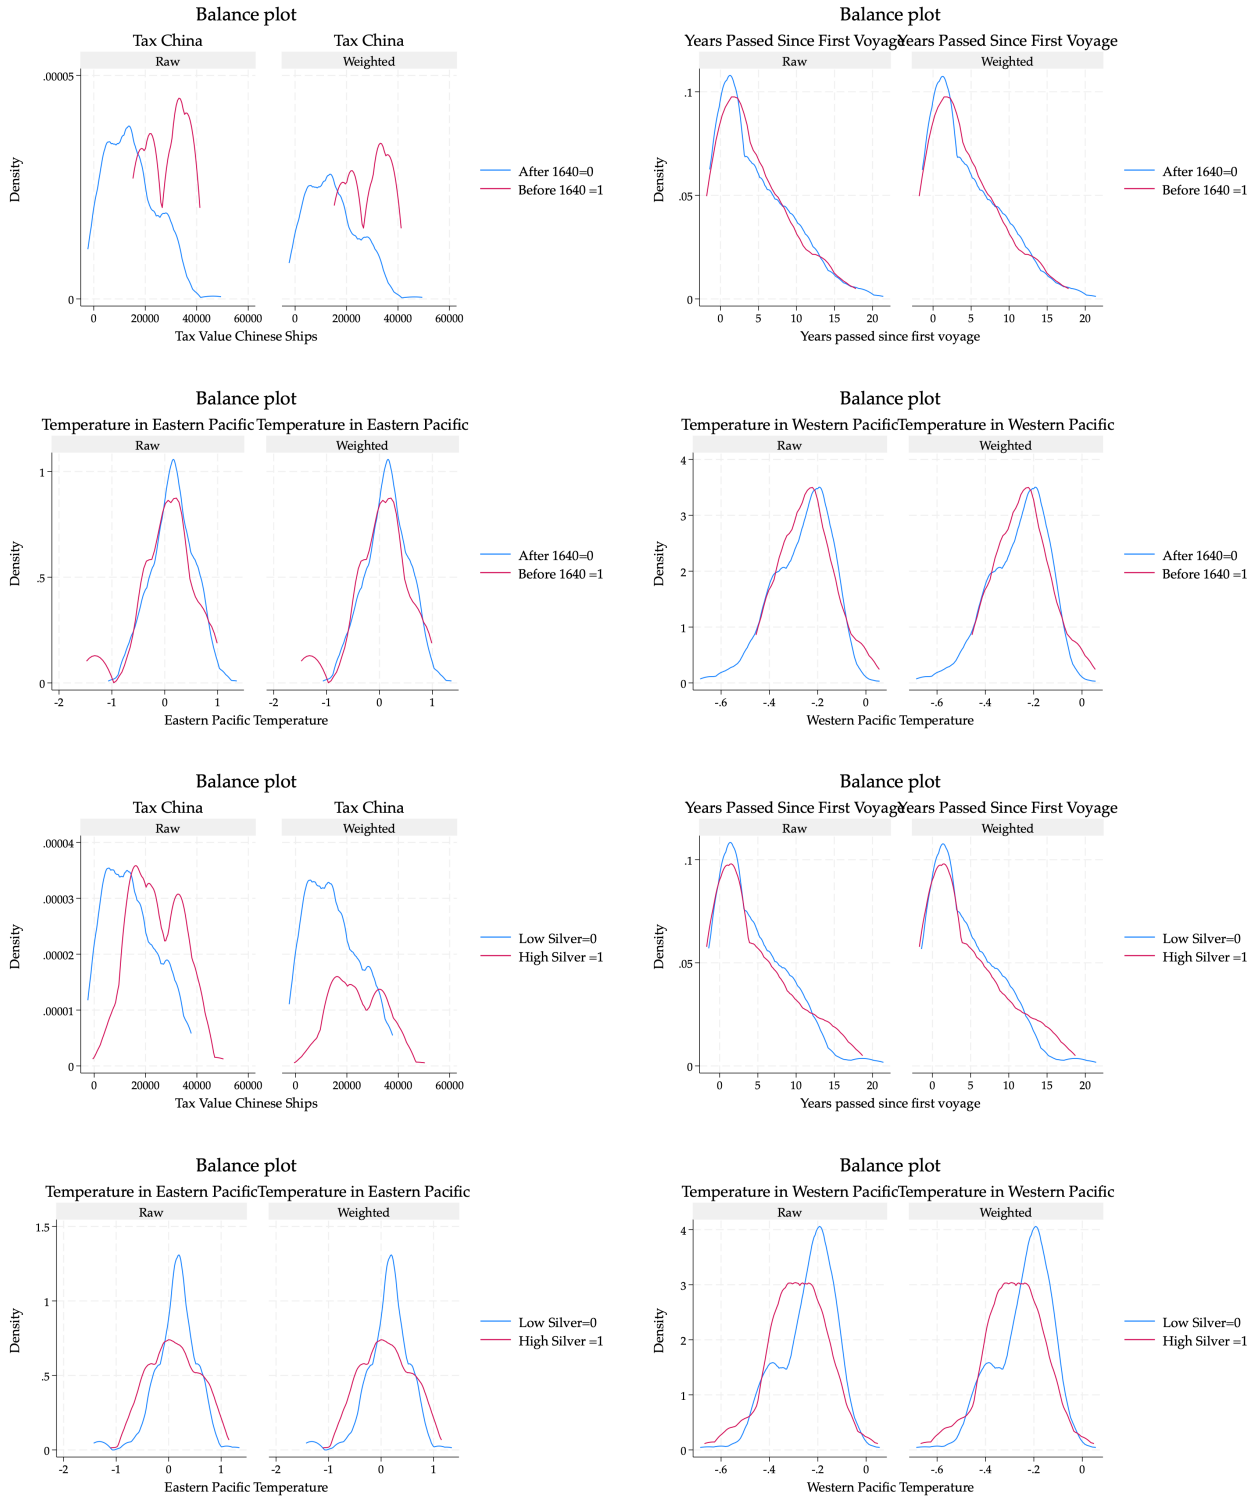 Balance plot
Tax China Tax China
Raw Weighted
.00005
0
Density
0 20000 40000 60000 0 20000 40000 60000
Tax Value Chinese Ships
After 1640=0
Before 1640 =1
Balance plot
Years Passed Since First Voyage Years Passed Since First Voyage
Raw Weighted
.1
.05
0
Density
0 5 10 15 20 0 5 10 15 20
Years passed since first voyage
After 1640=0
Before 1640 =1
Balance plot
Temperature in Eastern Pacific Temperature in Eastern Pacific
Raw Weighted
1
.5
0
Density
-2 -1 0 1 -2 -1 0 1
Eastern Pacific Temperature
After 1640=0
Before 1640 =1
Balance plot
Temperature in Western Pacific Temperature in Western Pacific
Raw Weighted
4
3
2
1
0
Density
-.6 -.4 -.2 0 -.6 -.4 -.2 0
Western Pacific Temperature
After 1640=0
Before 1640 =1
Balance plot
Tax China Tax China
Raw Weighted
.00004
.00003
.00002
.00001
0
Density
0 20000 40000 60000 0 20000 40000 60000
Tax Value Chinese Ships
Low Silver=0
High Silver =1
Balance plot
Years Passed Since First Voyage Years Passed Since First Voyage
Raw Weighted
.1
.05
0
Density
0 5 10 15 20 0 5 10 15 20
Years passed since first voyage
Low Silver=0
High Silver =1
Balance plot
Temperature in Eastern Pacific Temperature in Eastern Pacific
Raw Weighted
1.5
1
.5
0
Density
-2 -1 0 1 -2 -1 0 1
Eastern Pacific Temperature
Low Silver=0
High Silver =1
Balance plot
Temperature in Western Pacific Temperature in Western Pacific
Raw Weighted
4
3
2
1
0
Density
-.6 -.4 -.2 0 -.6 -.4 -.2 0
Western Pacific Temperature
Low Silver=0
High Silver =1